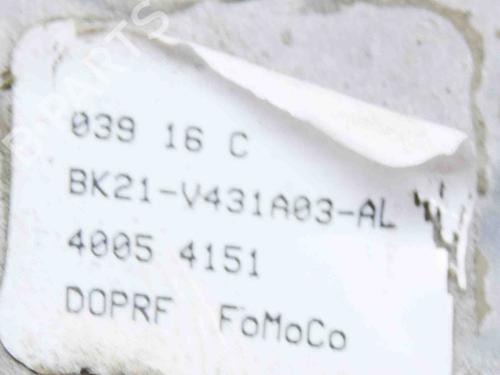 039 16 C
BK21-V431A03-AL
4005 4151
DOPRF FoMoCo